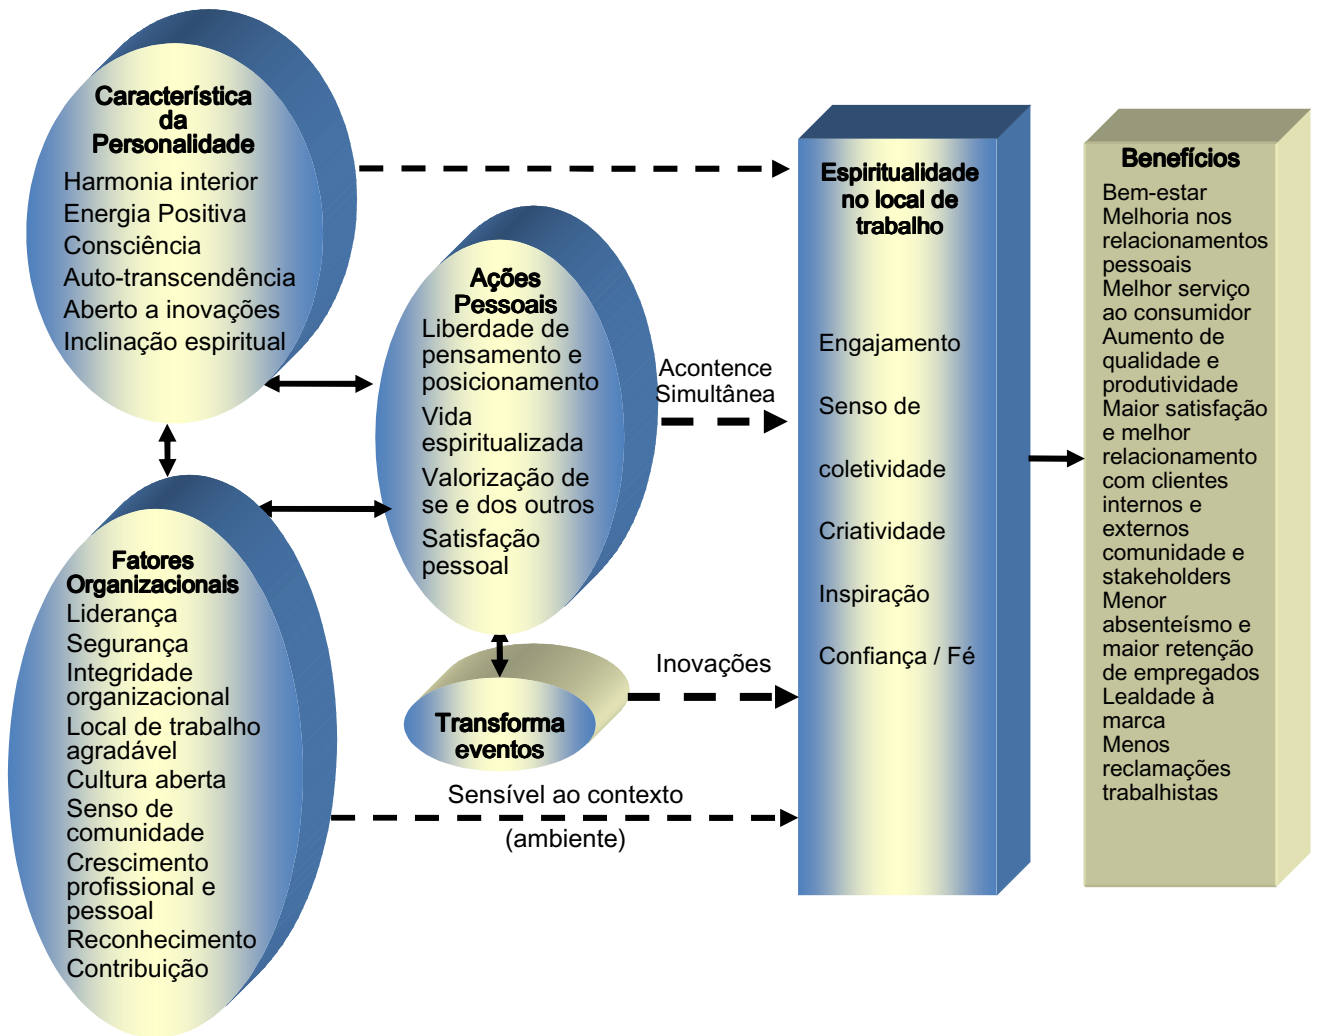 Característica
da
Personalidade
Harmonia interior
Energia Positiva
Consciência
Auto-transcendência
Aberto a inovações
Inclinação espiritual
Ações
Pessoais
Liberdade de
pensamento e
posicionamento
Vida
espiritualizada
Valorização de
se e dos outros
Satisfação
pessoal
Fatores
Organizacionais
Liderança
Segurança
Integridade
organizacional
Local de trabalho
agradável
Cultura aberta
Senso de
comunidade
Crescimento
profissional e
pessoal
Reconhecimento
Contribuição
Transforma
eventos
Acontence
Simultânea
Inovações
Sensível ao contexto
(ambiente)
Espiritualidade
no local de
trabalho
Engajamento
Senso de
coletividade
Criatividade
Inspiração
Confiança / Fé
Benefícios
Bem-estar
Melhoria nos
relacionamentos
pessoais
Melhor serviço
ao consumidor
Aumento de
qualidade e
produtividade
Maior satisfação
e melhor
relacionamento
com clientes
internos e
externos
comunidade e
stakeholders
Menor
absenteísmo e
maior retenção
de empregados
Lealdade à
marca
Menos
reclamações
trabalhistas